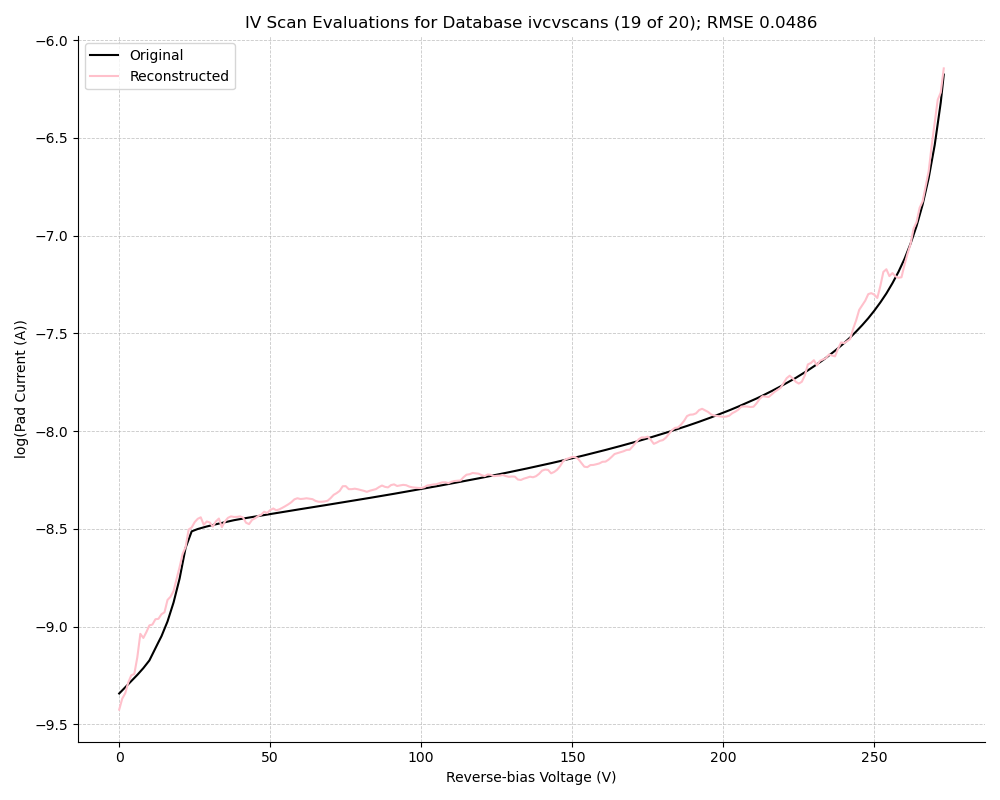 IV Scan Evaluations for Database ivcvscans (19 of 20); RMSE 0.0486
Original
Reconstructed
−6.0
−6.5
−7.0
−7.5
−8.0
−8.5
−9.0
−9.5
log(Pad Current (A))
0
50
100
150
200
250
Reverse-bias Voltage (V)